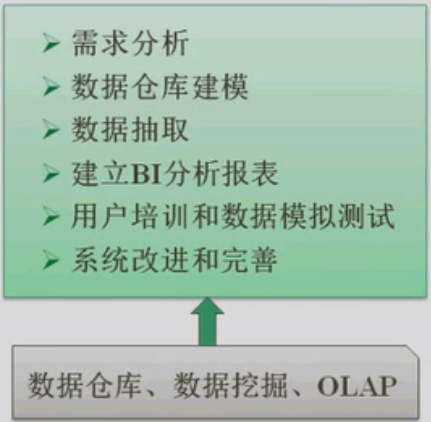 需求分析
数据仓库建模
数据抽取
建立BI分析报表
用户培训和数据模拟测试
系统改进和完善
数据仓库、数据挖掘、OLAP